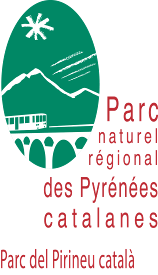 Parc
naturel
régional
des Pyrénées
catalanes
Parc del Pirineu català